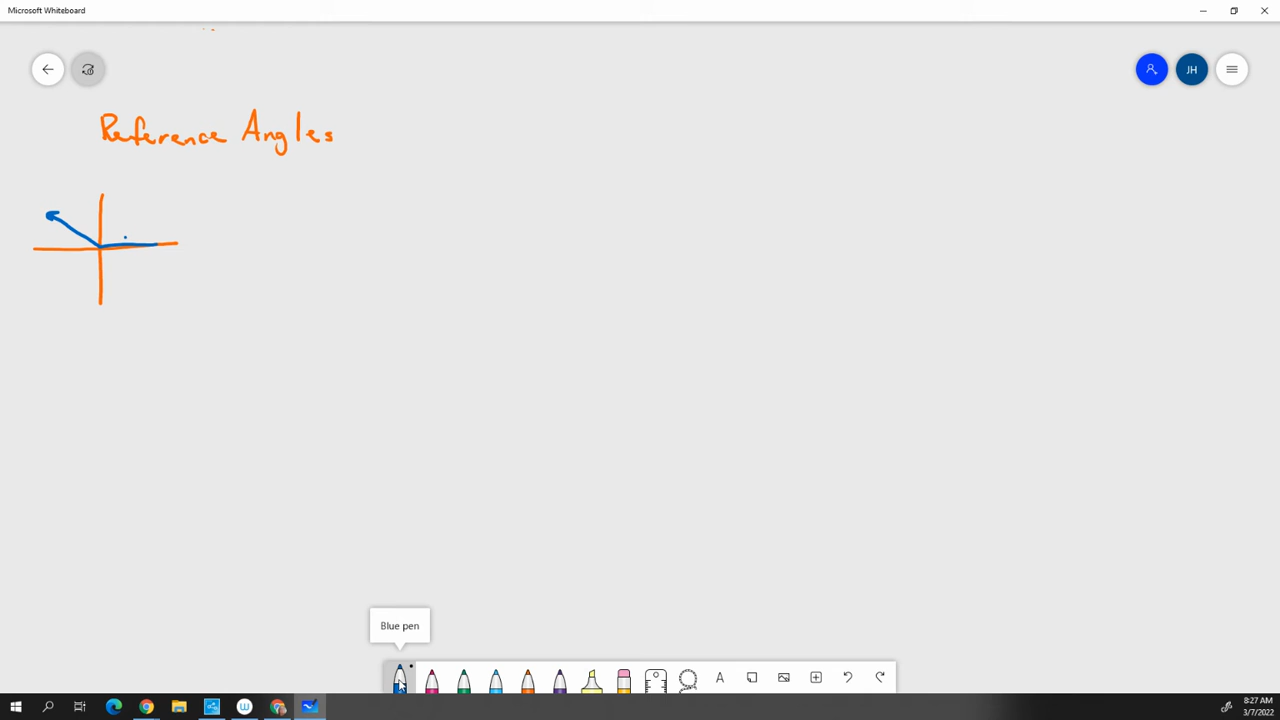 Microsoft Whiteboard
JH
Reference Angles
Blue pen
A
8:27 AM
3/7/2022